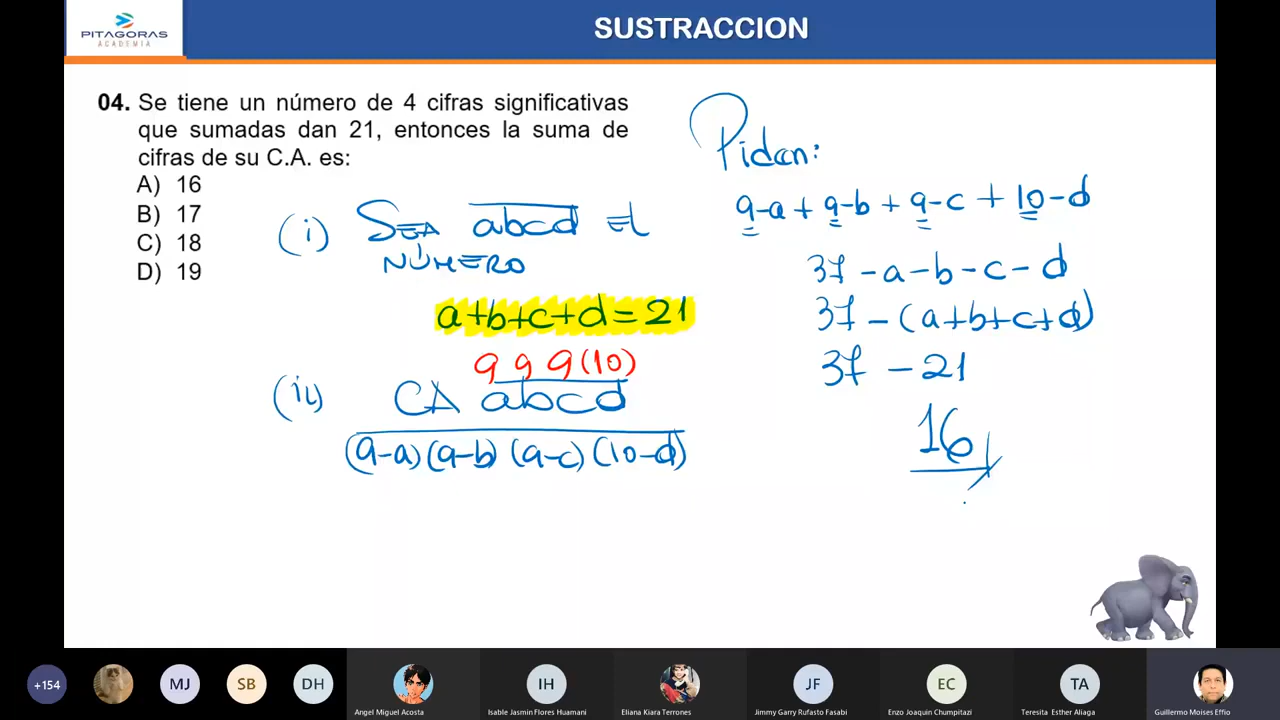 PITAGORAS
ACADEMIA
SUSTRACCION
04. Se tiene un número de 4 cifras significativas
que sumadas dan 21, entonces la suma de
cifras de su C.A. es:
A) 16
B) 17
C) 18
D) 19
(i) SEA abcd EL
NÚMERO
a+b+c+d=21
9 9 9(10)
(ii) CA abcd
(9-a)(9-b)(9-c)(10-d)
Piden:
9-a+9-b+9-c+10-d
37-a-b-c-d
37-(a+b+c+d)
37-21
16
+154
MJ
SB
DH
IH
JF
EC
TA
Angel Miguel Acosta
Isable Jasmin Flores Huamani
Eliana Kiara Terrones
Jimmy Garry Rufasto Fasabi
Enzo Joaquin Chumpitazi
Teresita Esther Aliaga
Guillermo Moises Effio